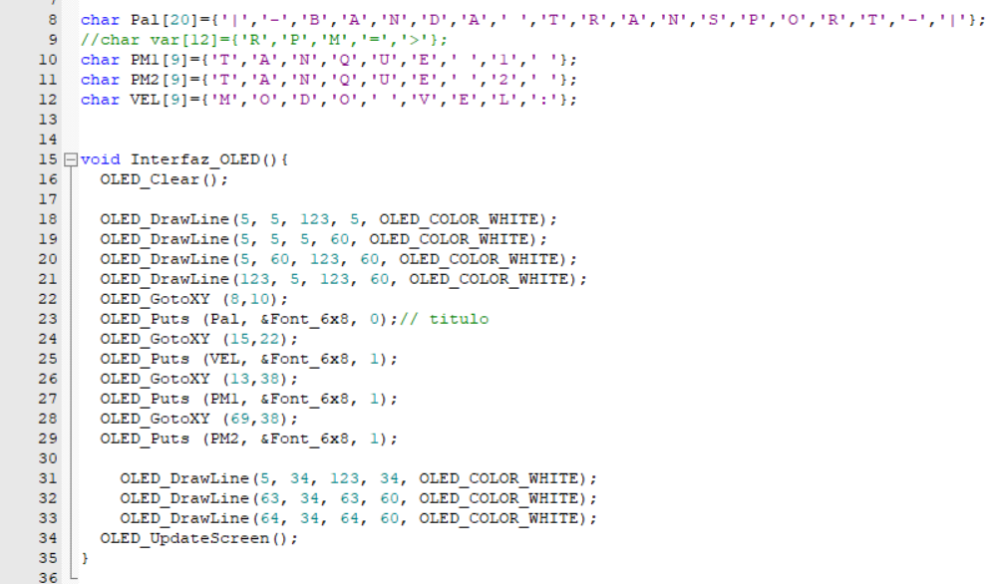 8 char Pal[20]={'|','-','B','A','N','D','A',' ','T','R','A','N','S','P','O','R','T','-','|'};
9 //char var[12]={'R','P','M','=','>'};
10 char PM1[9]={'T','A','N','Q','U','E',' ','1',' '};
11 char PM2[9]={'T','A','N','Q','U','E',' ','2',' '};
12 char VEL[9]={'M','O','D','O',' ','V','E','L',':'};
13
14
15 void Interfaz_OLED(){
16 OLED_Clear();
17
18 OLED_DrawLine(5, 5, 123, 5, OLED_COLOR_WHITE);
19 OLED_DrawLine(5, 5, 5, 60, OLED_COLOR_WHITE);
20 OLED_DrawLine(5, 60, 123, 60, OLED_COLOR_WHITE);
21 OLED_DrawLine(123, 5, 123, 60, OLED_COLOR_WHITE);
22 OLED_GotoXY (8,10);
23 OLED_Puts (Pal, &Font_6x8, 0);// titulo
24 OLED_GotoXY (15,22);
25 OLED_Puts (VEL, &Font_6x8, 1);
26 OLED_GotoXY (13,38);
27 OLED_Puts (PM1, &Font_6x8, 1);
28 OLED_GotoXY (69,38);
29 OLED_Puts (PM2, &Font_6x8, 1);
30
31 OLED_DrawLine(5, 34, 123, 34, OLED_COLOR_WHITE);
32 OLED_DrawLine(63, 34, 63, 60, OLED_COLOR_WHITE);
33 OLED_DrawLine(64, 34, 64, 60, OLED_COLOR_WHITE);
34 OLED_UpdateScreen();
35 }
36